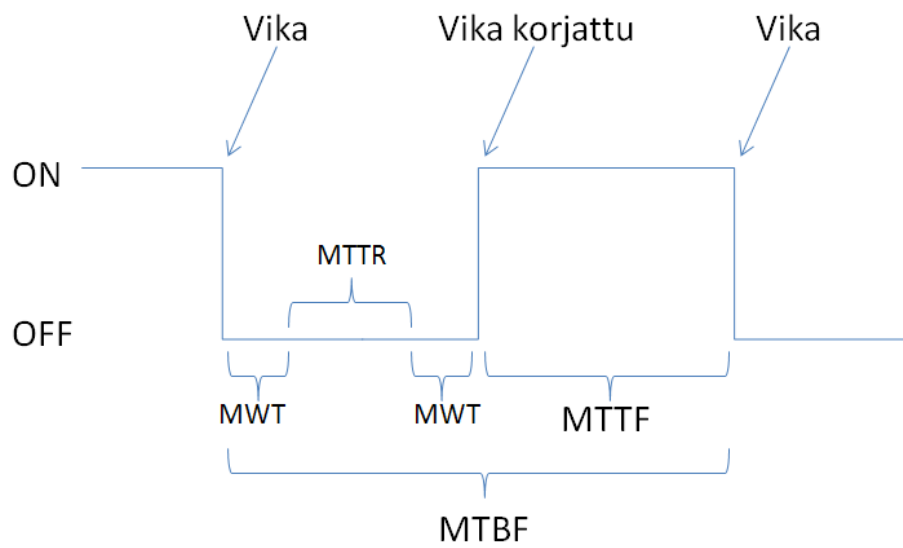 Vika
Vika korjattu
Vika
ON
MTTR
OFF
MWT
MWT
MTTF
MTBF